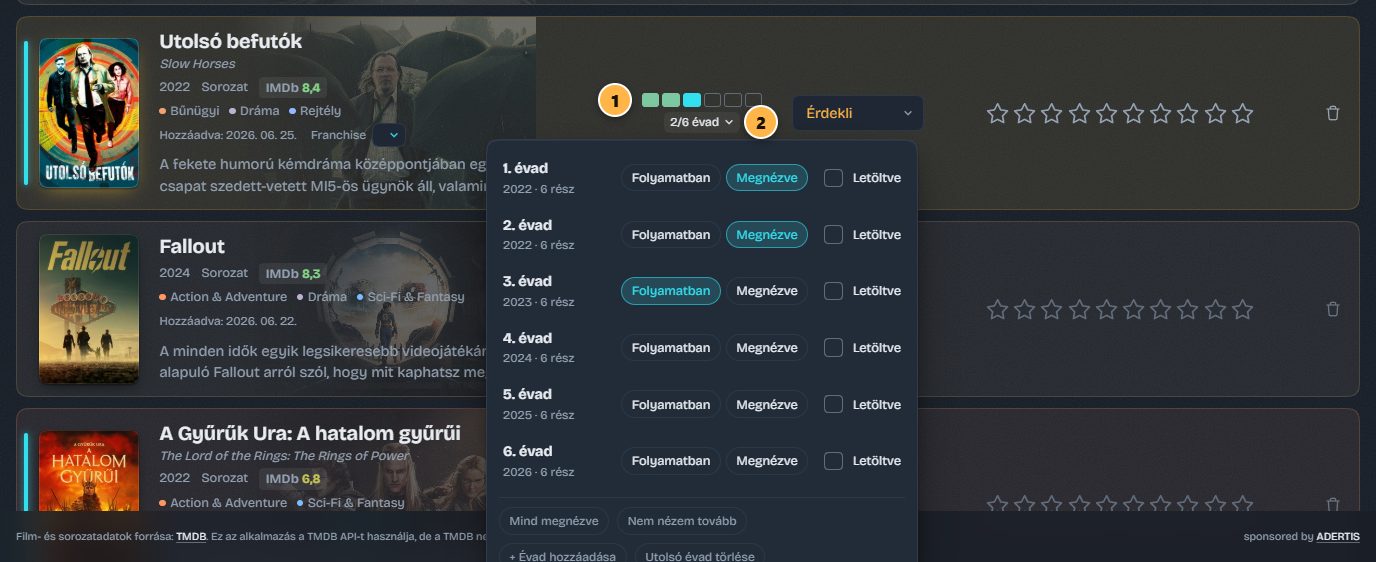 Utolsó befutók
Slow Horses
2022 Sorozat IMDb 8,4
Bűnügyi Dráma Rejtély
Hozzáadva: 2026. 06. 25. Franchise
A fekete humorú kémdráma középpontjában
csapat szedett-vetett MI5-ös ügynök áll,
UTOLSÓ BEFUTÓK
1
2/6 évad
2
Érdekli
1. évad
2022 · 6 rész
Folyamatban Megnézve Letöltve
2. évad
2022 · 6 rész
Folyamatban Megnézve Letöltve
3. évad
2023 · 6 rész
Folyamatban Megnézve Letöltve
4. évad
2024 · 6 rész
Folyamatban Megnézve Letöltve
5. évad
2025 · 6 rész
Folyamatban Megnézve Letöltve
6. évad
2026 · 6 rész
Folyamatban Megnézve Letöltve
Mind megnézve Nem nézem tovább
+ Évad hozzáadása Utolsó évad törlése
Fallout
Fallout
2024 Sorozat IMDb 8,3
Action & Adventure Dráma Sci-Fi & Fantasy
Hozzáadva: 2026. 06. 22.
A minden idők egyik legsikeresebb
alapuló Fallout arról szól, hogy mit kaphatsz
A GYŰRŰK URA
A HATALOM
GYŰRŰI
A Gyűrűk Ura: A hatalom gyűrűi
The Lord of the Rings: The Rings of Power
2022 Sorozat IMDb 6,8
Action & Adventure Sci-Fi & Fantasy
Film- és sorozatadatok forrása: TMDB. Ez az alkalmazás a TMDB API-t használja, de a TMDB
sponsored by ADERTIS